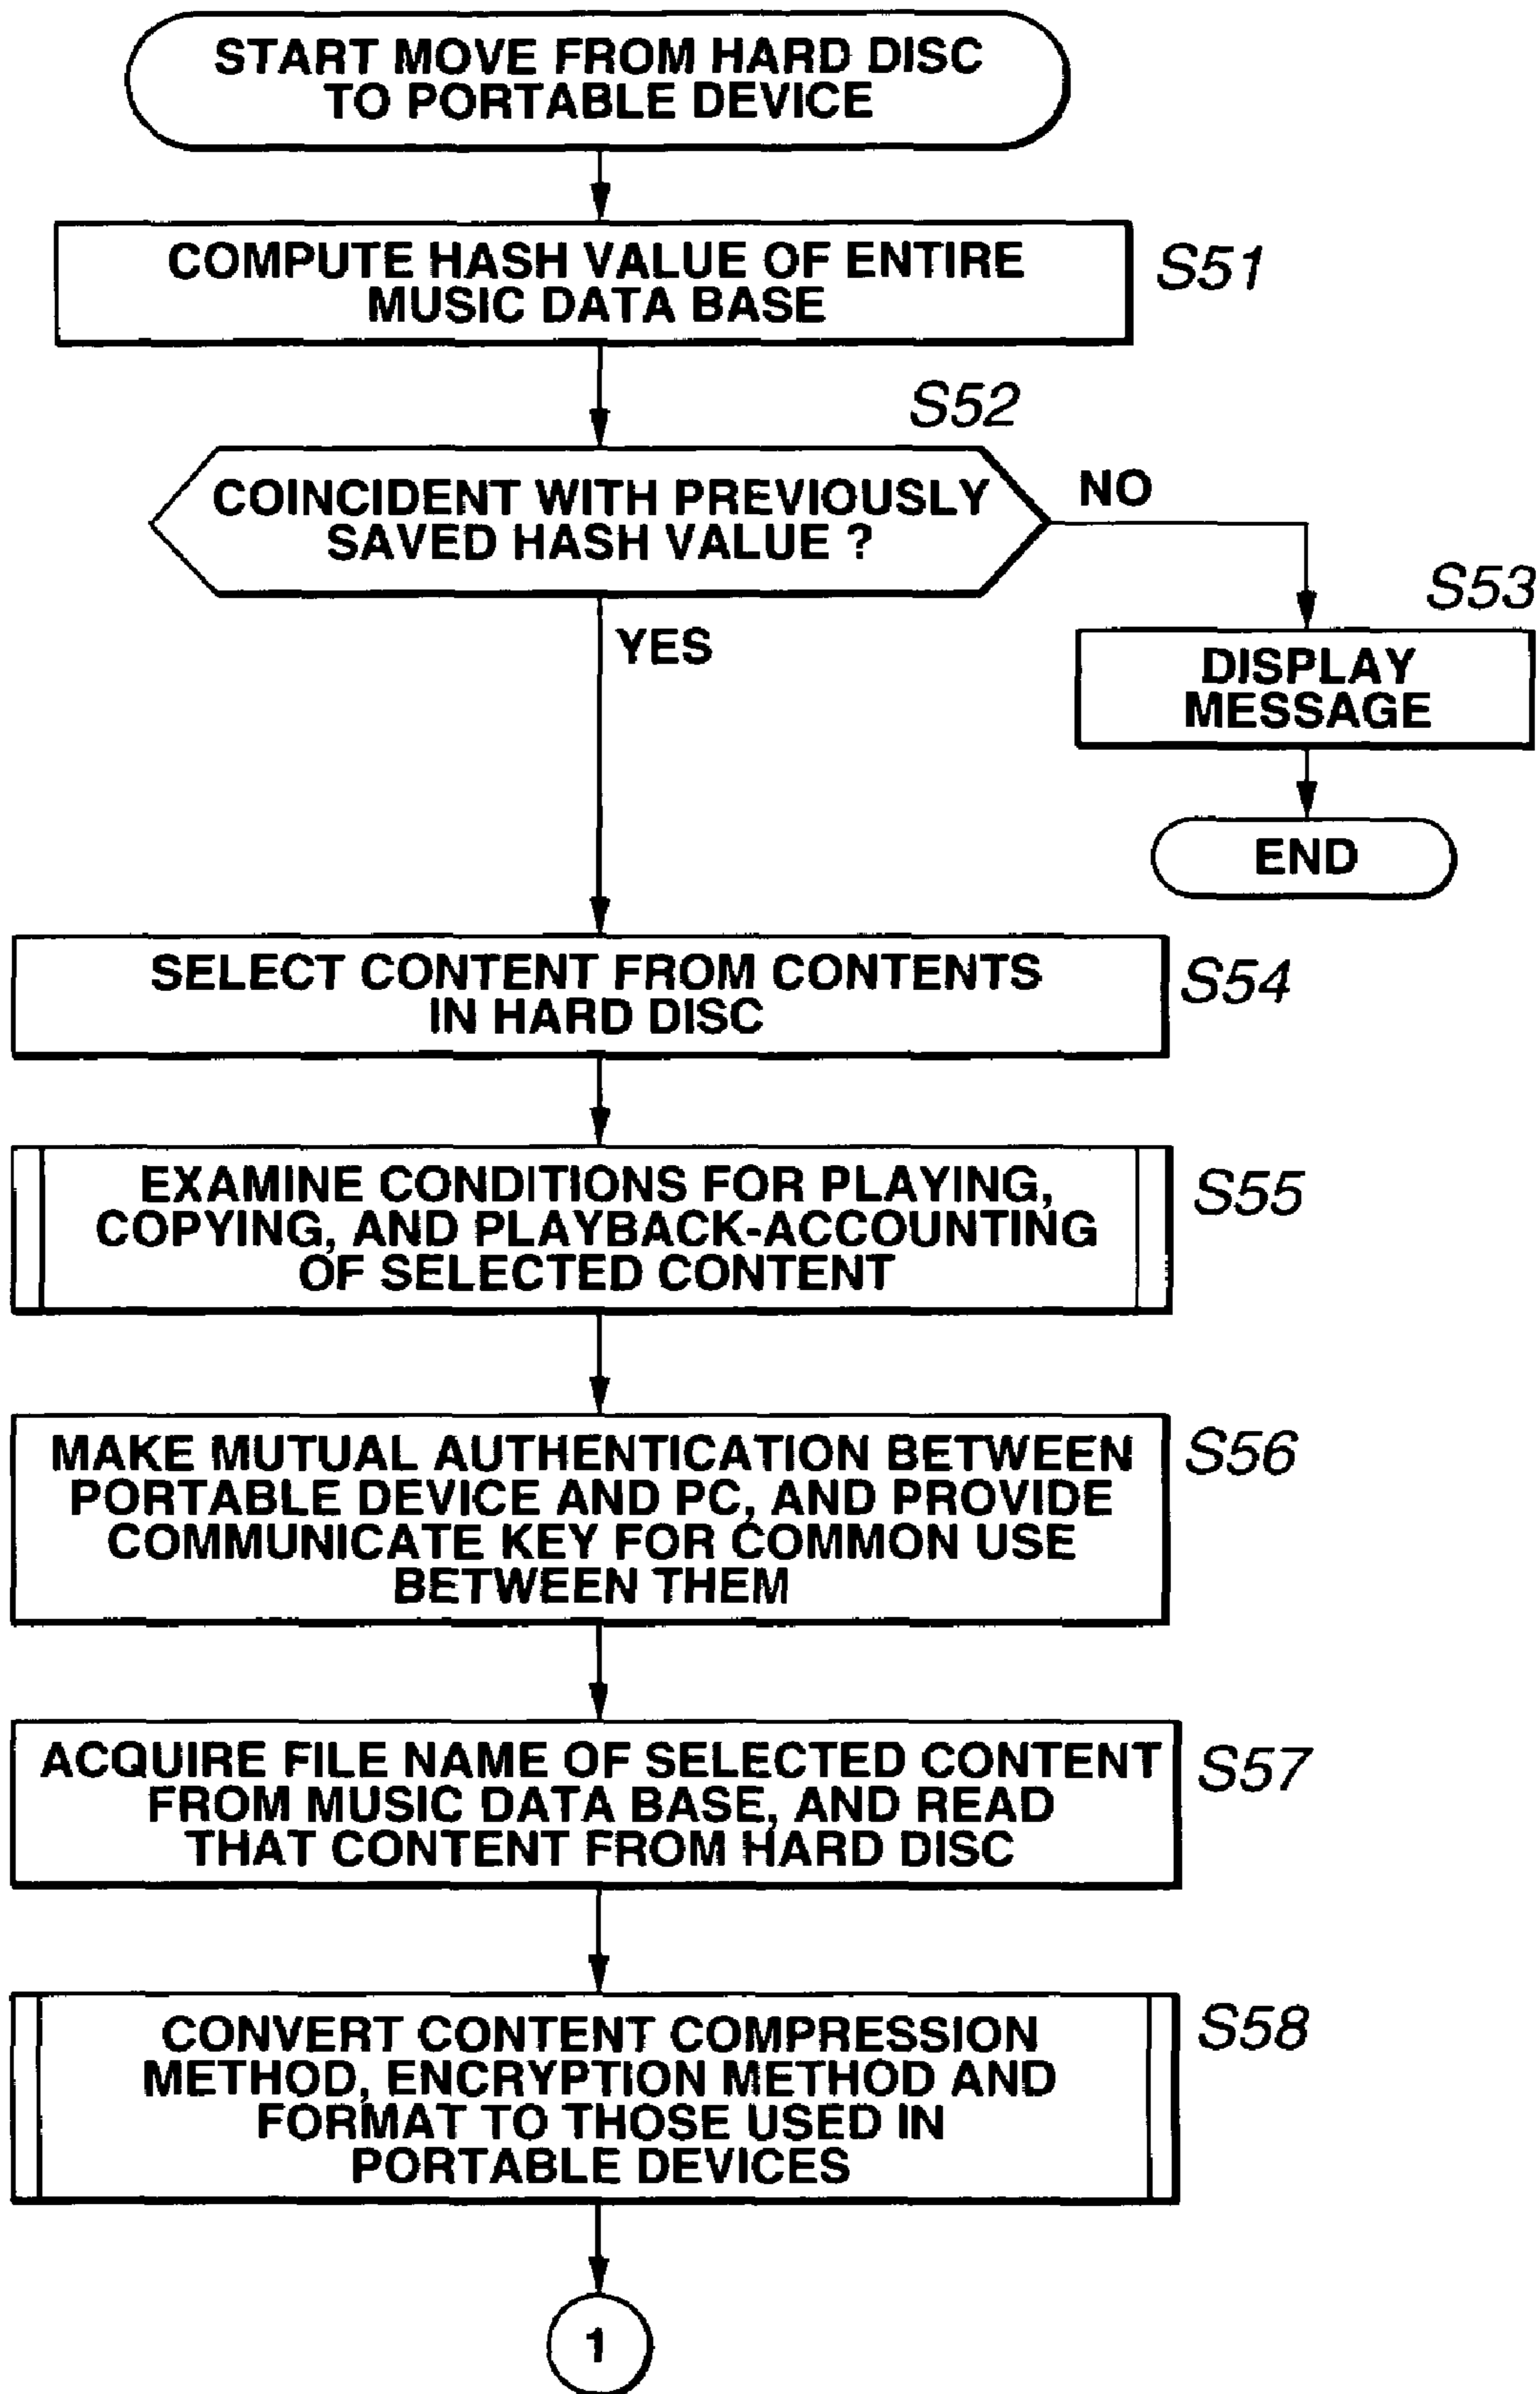 START MOVE FROM HARD DISC
TO PORTABLE DEVICE
COMPUTE HASH VALUE OF ENTIRE
MUSIC DATA BASE
S51
S52
COINCIDENT WITH PREVIOUSLY
SAVED HASH VALUE ?
NO
YES
S53
DISPLAY
MESSAGE
END
SELECT CONTENT FROM CONTENTS
IN HARD DISC
S54
EXAMINE CONDITIONS FOR PLAYING,
COPYING, AND PLAYBACK-ACCOUNTING
OF SELECTED CONTENT
S55
MAKE MUTUAL AUTHENTICATION BETWEEN
PORTABLE DEVICE AND PC, AND PROVIDE
COMMUNICATE KEY FOR COMMON USE
BETWEEN THEM
S56
ACQUIRE FILE NAME OF SELECTED CONTENT
FROM MUSIC DATA BASE, AND READ
THAT CONTENT FROM HARD DISC
S57
CONVERT CONTENT COMPRESSION
METHOD, ENCRYPTION METHOD AND
FORMAT TO THOSE USED IN
PORTABLE DEVICES
S58
1